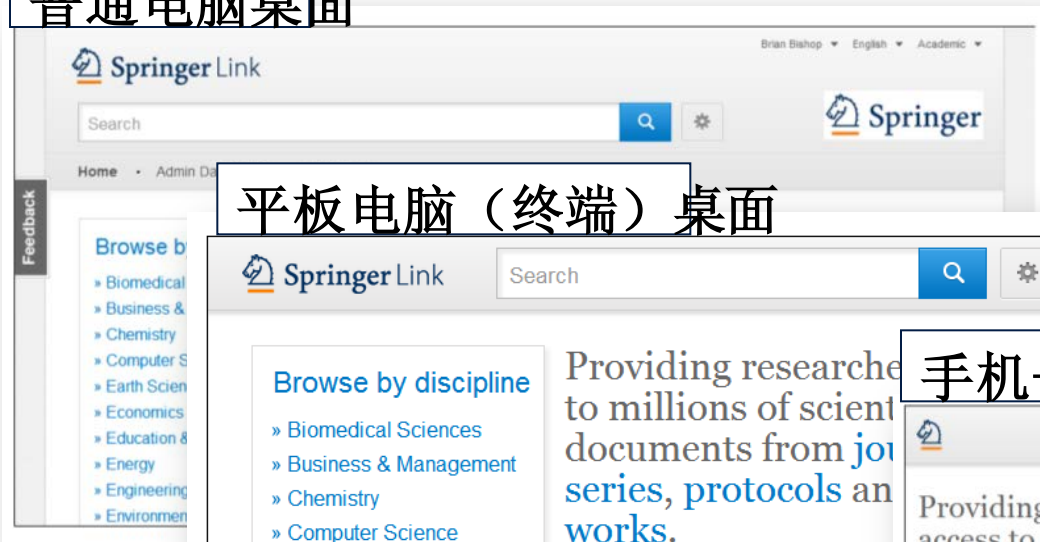 普通电脑桌面
Brian Bishop English Academic
Springer Link
Search
Springer
Home • Admin Da
Feedback
Browse b
» Biomedical
» Business &
» Chemistry
» Computer S
» Earth Scien
» Economics
» Education &
» Energy
» Engineering
» Environmen
平板电脑（终端）桌面
Springer Link
Search
Browse by discipline
» Biomedical Sciences
» Business & Management
» Chemistry
» Computer Science
Providing researche
to millions of scient
documents from jou
series, protocols an
works.
手机
Providing
access to